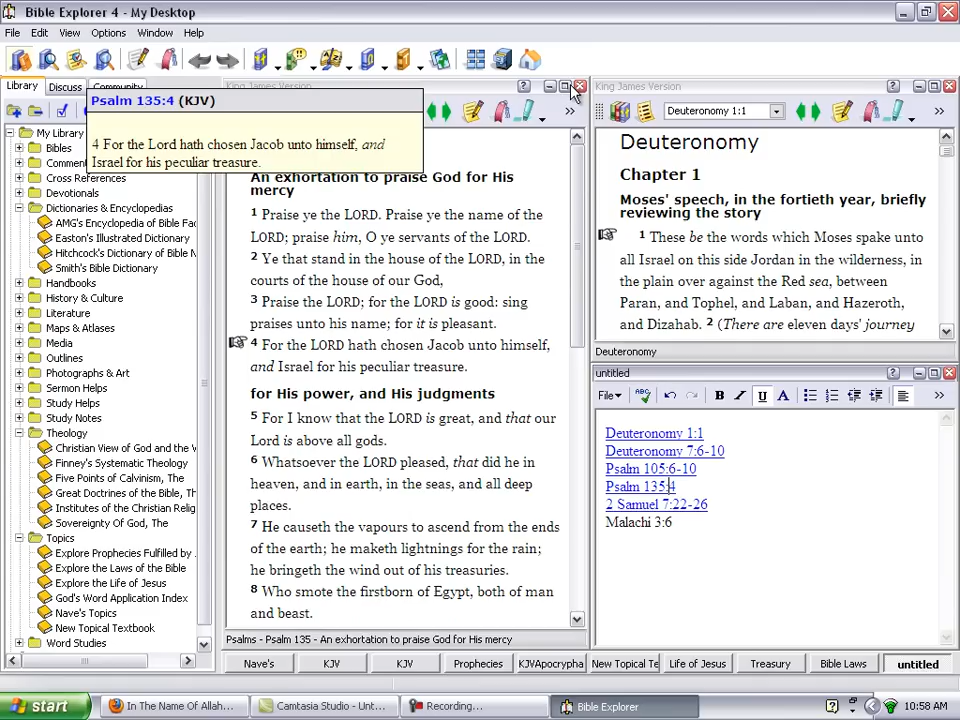 Bible Explorer 4 - My Desktop
File Edit View Options Window Help
Library Discuss Community
My Library
Bibles
Comment
Cross References
Devotionals
Dictionaries & Encyclopedias
AMG's Encyclopedia of Bible Fac
Easton's Illustrated Dictionary
Hitchcock's Dictionary of Bible N
Smith's Bible Dictionary
Handbooks
History & Culture
Literature
Maps & Atlases
Media
Outlines
Photographs & Art
Sermon Helps
Study Helps
Study Notes
Theology
Christian View of God and the W
Finney's Systematic Theology
Five Points of Calvinism, The
Great Doctrines of the Bible, The
Institutes of the Christian Relig
Sovereignty Of God, The
Topics
Explore Prophecies Fulfilled by
Explore the Laws of the Bible
Explore the Life of Jesus
God's Word Application Index
Nave's Topics
New Topical Textbook
Word Studies
Psalm 135:4 (KJV)
4 For the Lord hath chosen Jacob unto himself, and
Israel for his peculiar treasure.
King James Version
An exhortation to praise God for His
mercy
1 Praise ye the LORD. Praise ye the name of the
LORD; praise him, O ye servants of the LORD.
2 Ye that stand in the house of the LORD, in the
courts of the house of our God,
3 Praise the LORD; for the LORD is good: sing
praises unto his name; for it is pleasant.
4 For the LORD hath chosen Jacob unto himself,
and Israel for his peculiar treasure.
for His power, and His judgments
5 For I know that the LORD is great, and that our
Lord is above all gods.
6 Whatsoever the LORD pleased, that did he in
heaven, and in earth, in the seas, and all deep
places.
7 He causeth the vapours to ascend from the ends
of the earth; he maketh lightnings for the rain;
he bringeth the wind out of his treasuries.
8 Who smote the firstborn of Egypt, both of man
and beast.
Psalms - Psalm 135 - An exhortation to praise God for His mercy
King James Version
Deuteronomy 1:1
Deuteronomy
Chapter 1
Moses' speech, in the fortieth year, briefly
reviewing the story
1 These be the words which Moses spake unto
all Israel on this side Jordan in the wilderness,
in the plain over against the Red sea, between
Paran, and Tophel, and Laban, and Hazeroth,
and Dizahab. 2 (There are eleven days' journey
Deuteronomy
untitled
File B I U A
Deuteronomy 1:1
Deuteronomy 7:6-10
Psalm 105:6-10
Psalm 135:4
2 Samuel 7:22-26
Malachi 3:6
Nave's KJV KJV Prophecies KJVApocrypha New Topical Te Life of Jesus Treasury Bible Laws untitled
start In The Name Of Allah... Camtasia Studio - Unt... Recording... Bible Explorer 10:58 AM